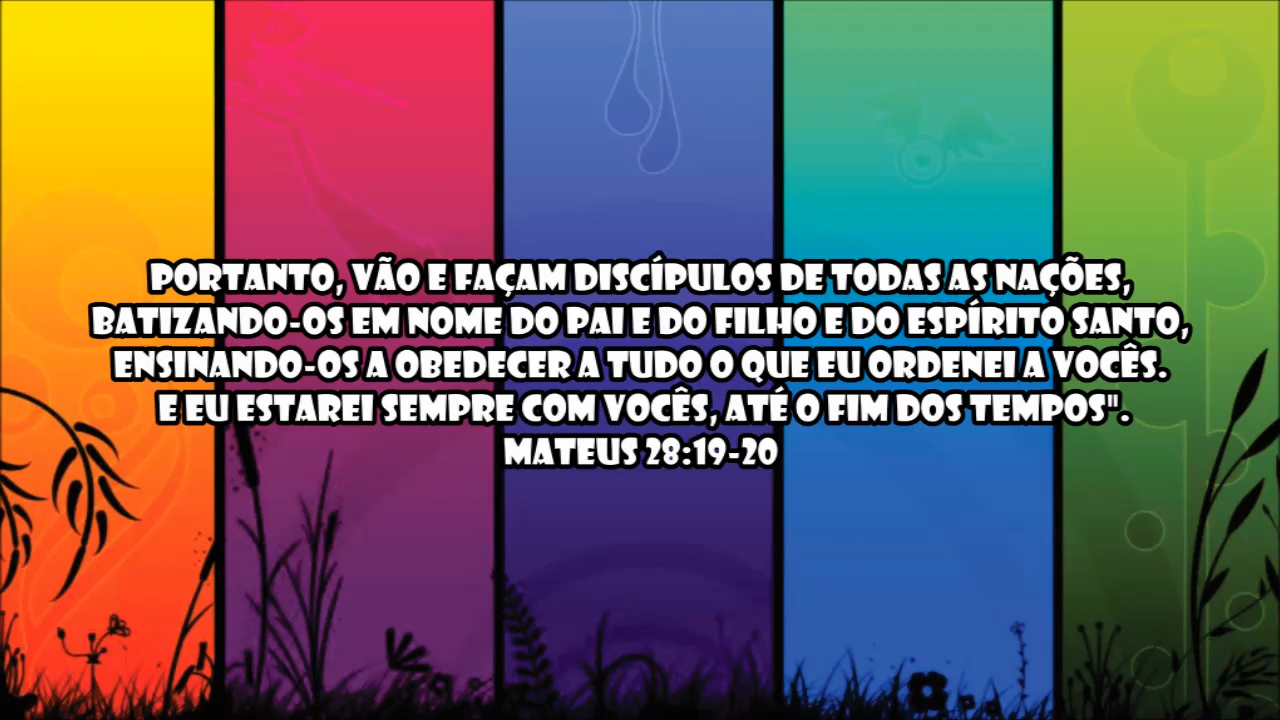 PORTANTO, VÃO E FAÇAM DISCÍPULOS DE TODAS AS NAÇÕES,
BATIZANDO-OS EM NOME DO PAI E DO FILHO E DO ESPÍRITO SANTO,
ENSINANDO-OS A OBEDECER A TUDO O QUE EU ORDENEI A VOCÊS.
E EU ESTAREI SEMPRE COM VOCÊS, ATÉ O FIM DOS TEMPOS".
MATEUS 28:19-20